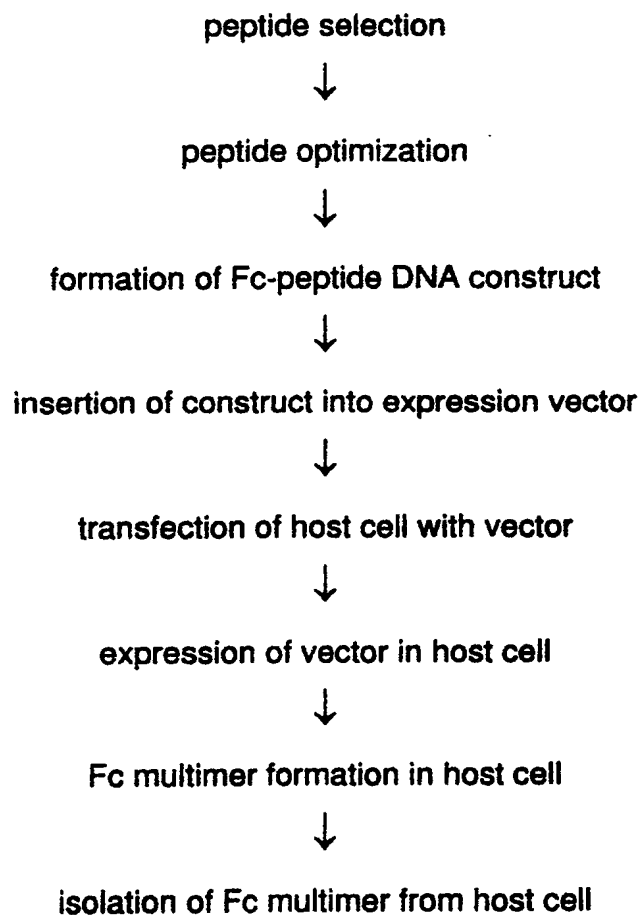 peptide selection
↓
peptide optimization
↓
formation of Fc-peptide DNA construct
↓
insertion of construct into expression vector
↓
transfection of host cell with vector
↓
expression of vector in host cell
↓
Fc multimer formation in host cell
↓
isolation of Fc multimer from host cell